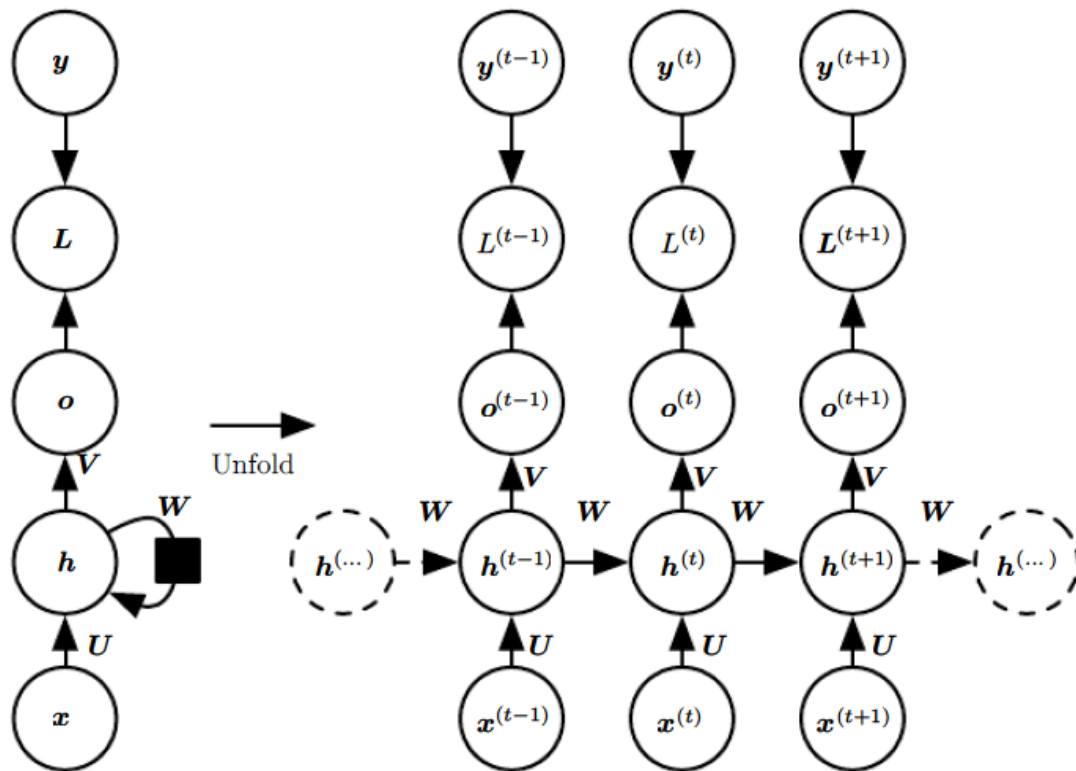 y
y^(t−1) y^(t) y^(t+1)
L
L^(t−1) L^(t) L^(t+1)
o
o^(t−1) o^(t) o^(t+1)
Unfold
V
V V V
W
W W W W
h
h^(...) h^(t−1) h^(t) h^(t+1) h^(...)
U
U U U
x
x^(t−1) x^(t) x^(t+1)